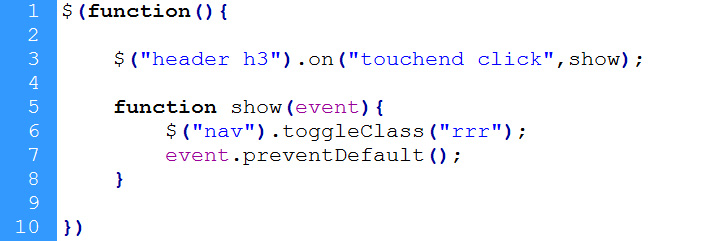 1 $(function(){
2
3 $("header h3").on("touchend click",show);
4
5 function show(event){
6 $("nav").toggleClass("rrr");
7 event.preventDefault();
8 }
9
10 })